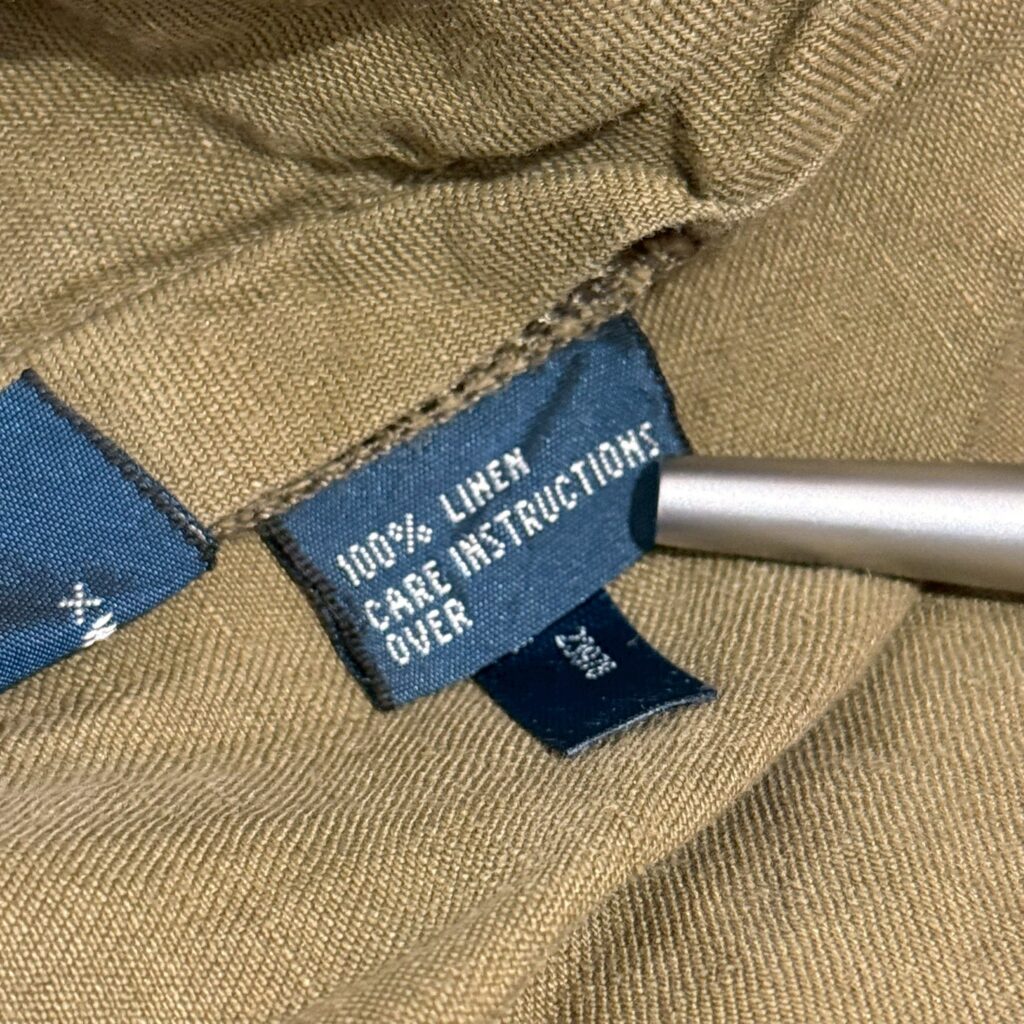 100% LINEN
CARE INSTRUCTIONS
OVER